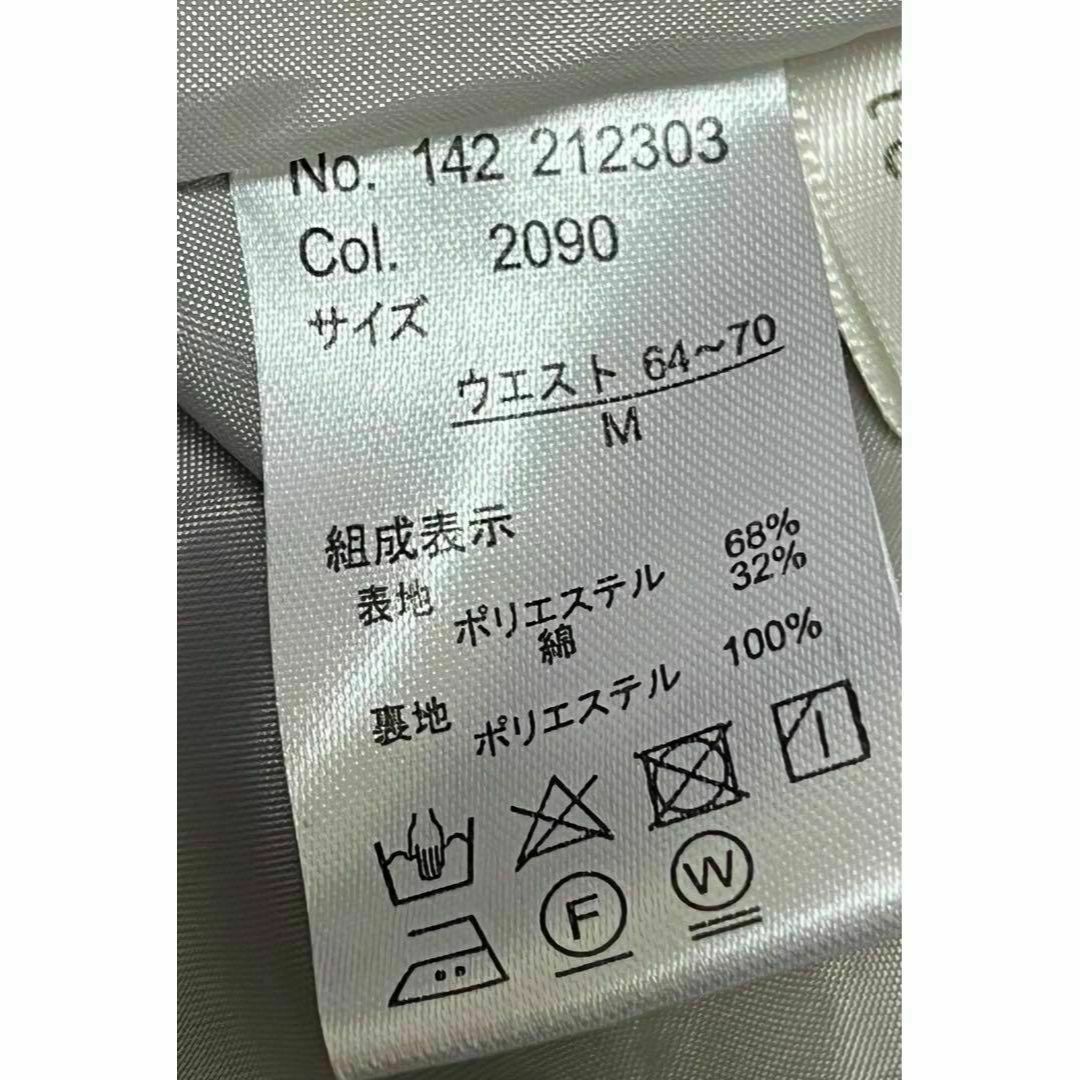 No. 142 212303
Col. 2090
サイズ
ウエスト 64~70
M
組成表示
表地 ポリエステル 68%
綿 32%
裏地 ポリエステル 100%
F W